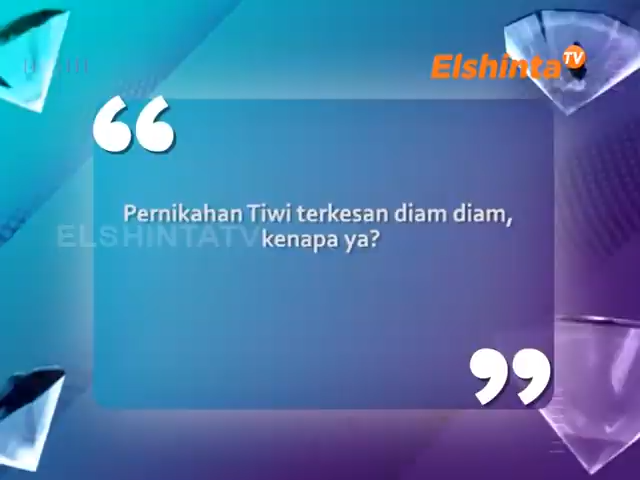 Elshinta TV
Pernikahan Tiwi terkesan diam diam,
ELSHINTATV
kenapa ya?